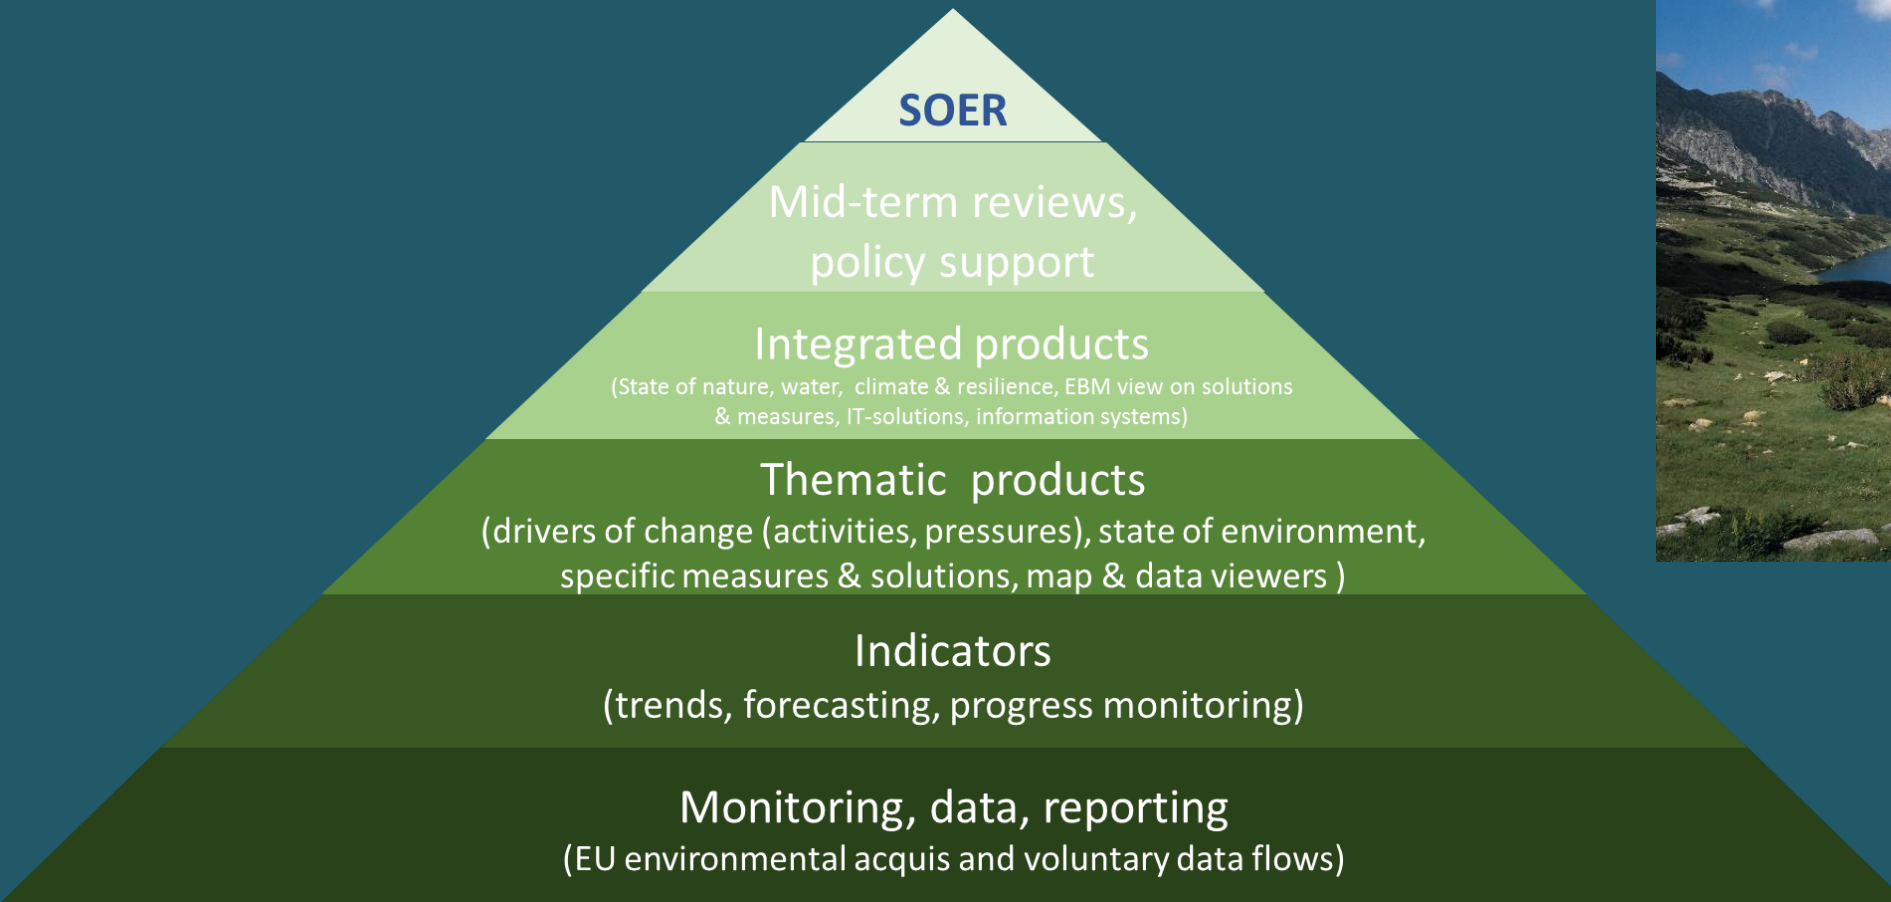 SOER
Mid-term reviews,
policy support
Integrated products
(State of nature, water, climate & resilience, EBM view on solutions
& measures, IT-solutions, information systems)
Thematic products
(drivers of change (activities, pressures), state of environment,
specific measures & solutions, map & data viewers )
Indicators
(trends, forecasting, progress monitoring)
Monitoring, data, reporting
(EU environmental acquis and voluntary data flows)